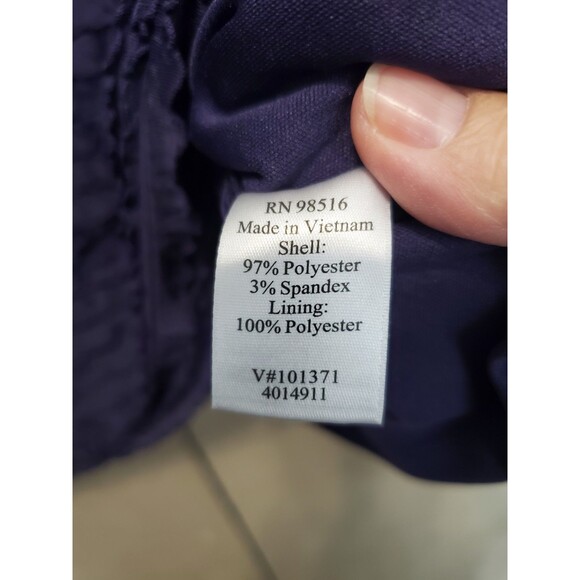 RN 98516
Made in Vietnam
Shell:
97% Polyester
3% Spandex
Lining:
100% Polyester
V#101371
4014911